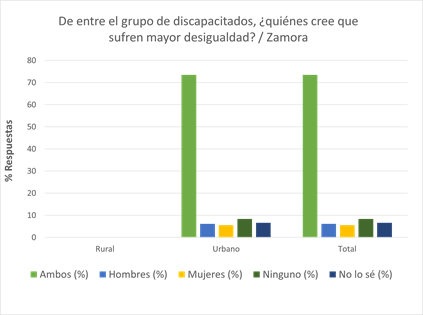 De entre el grupo de discapacitados, ¿quiénes cree que
sufren mayor desigualdad? / Zamora
% Respuestas
80
70
60
50
40
30
20
10
0
Rural
Urbano
Total
Ambos (%)
Hombres (%)
Mujeres (%)
Ninguno (%)
No lo sé (%)